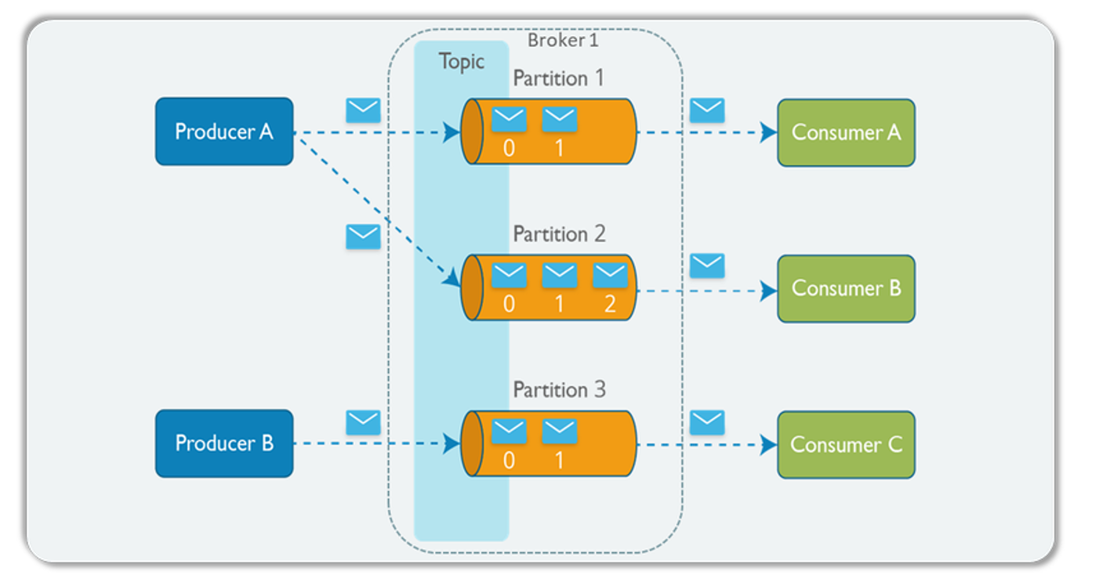 Broker 1
Topic
Partition 1
Producer A
0 1
Consumer A
Partition 2
0 1 2
Consumer B
Partition 3
Producer B
0 1
Consumer C